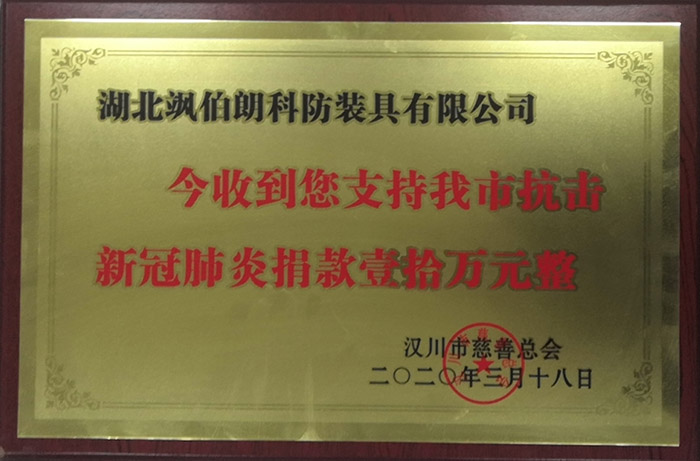 湖北飒伯朗科防装具有限公司
今收到您支持我市抗击
新冠肺炎捐款壹拾万元整
汉川市慈善总会
二〇二〇年三月十八日